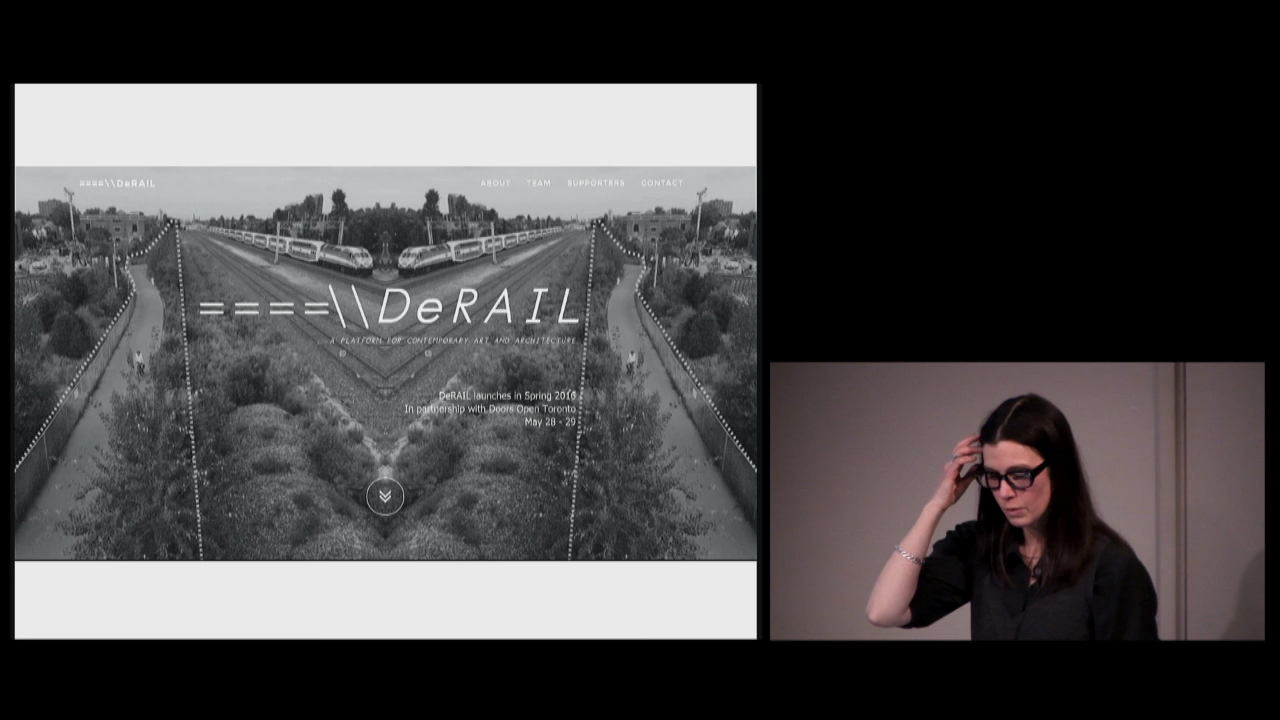 ====\\DeRAIL
ABOUT TEAM SUPPORTERS CONTACT
====\\DeRAIL
A PLATFORM FOR CONTEMPORARY ART AND ARCHITECTURE
DeRAIL launches in Spring 2016
In partnership with Doors Open Toronto
May 28 - 29